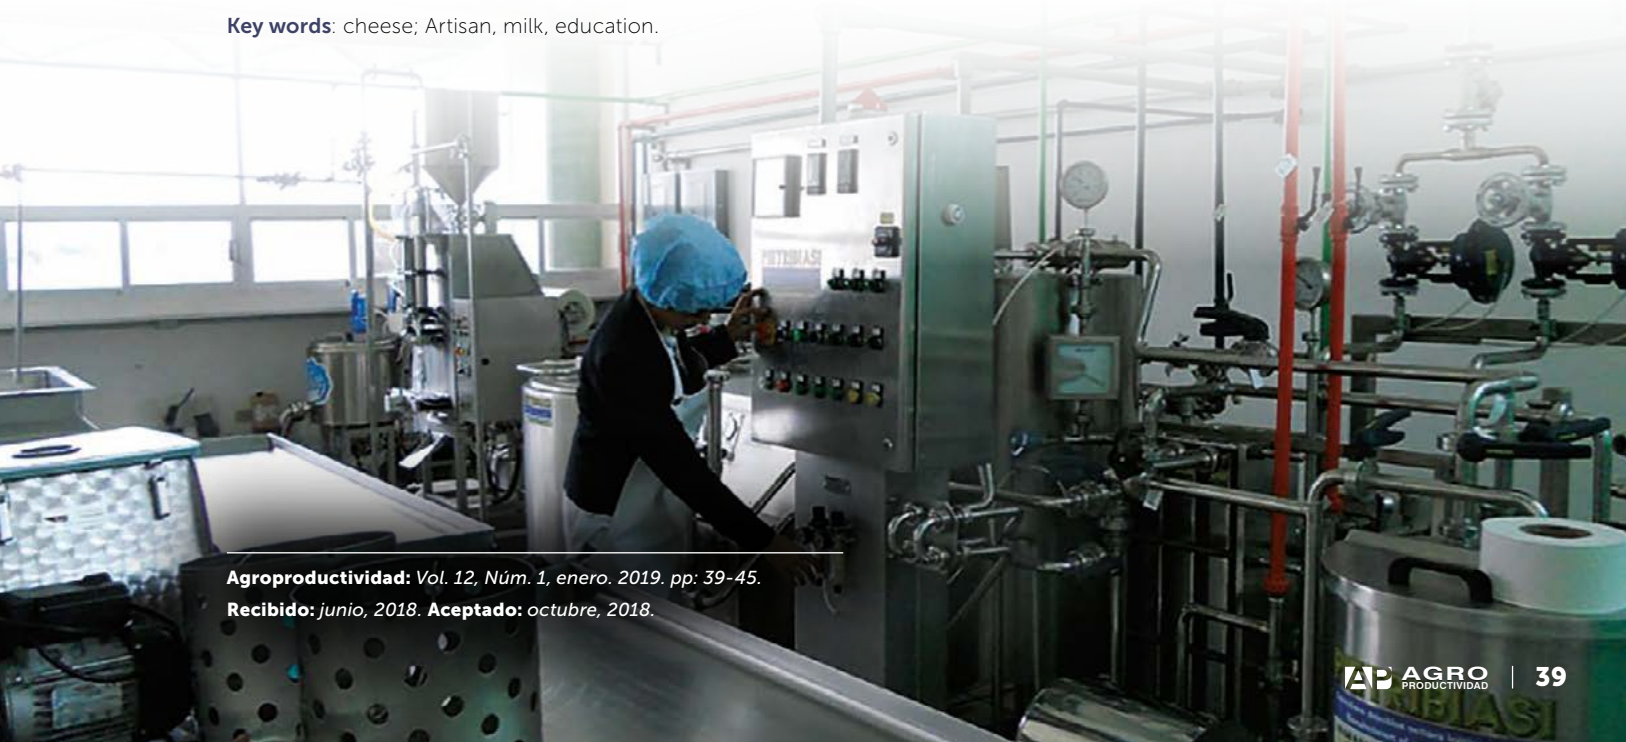 Key words: cheese; Artisan, milk, education.
PIETRIBIASI
Agroproductividad: Vol. 12, Núm. 1, enero. 2019. pp: 39-45.
Recibido: junio, 2018. Aceptado: octubre, 2018.
AP AGRO
PRODUCTIVIDAD
39